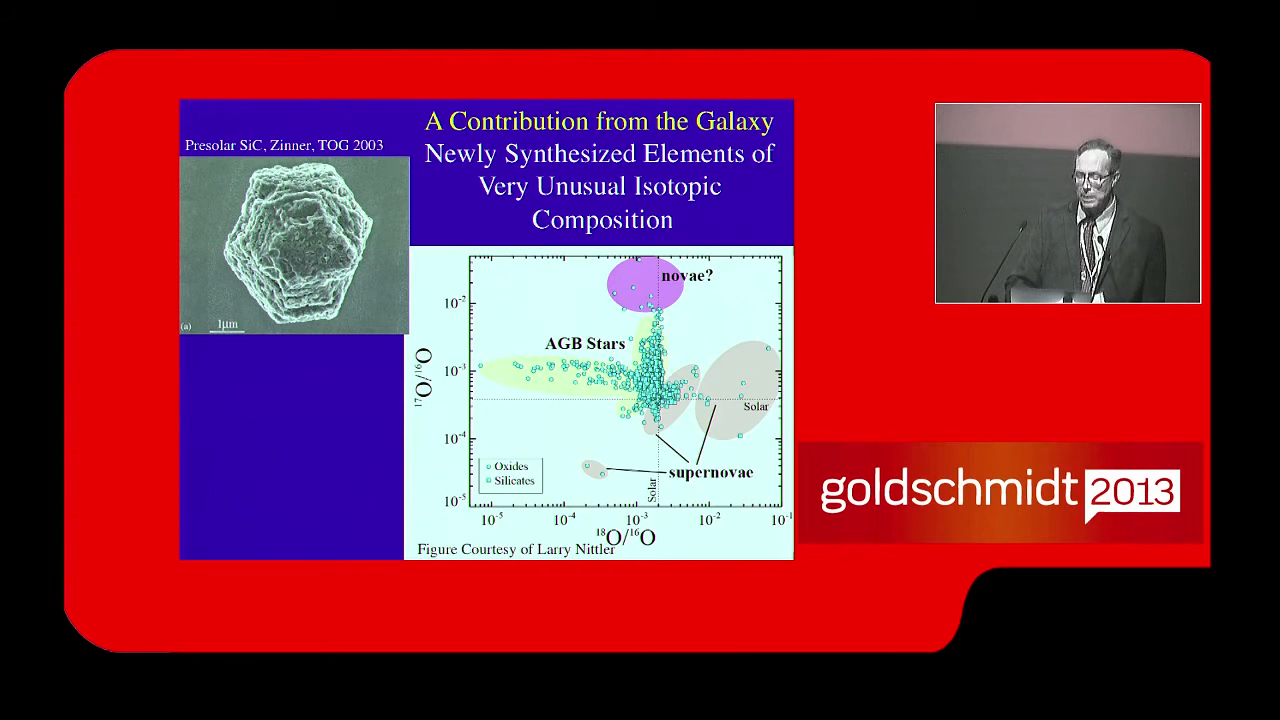 Presolar SiC, Zinner, TOG 2003
(a)
1µm
A Contribution from the Galaxy
Newly Synthesized Elements of
Very Unusual Isotopic
Composition
novae?
AGB Stars
Solar
supernovae
Solar
Oxides
Silicates
10⁻²
10⁻³
10⁻⁴
10⁻⁵
¹⁷O/¹⁶O
10⁻⁵ 10⁻⁴ 10⁻³ 10⁻² 10⁻¹
¹⁸O/¹⁶O
Figure Courtesy of Larry Nittler
goldschmidt 2013